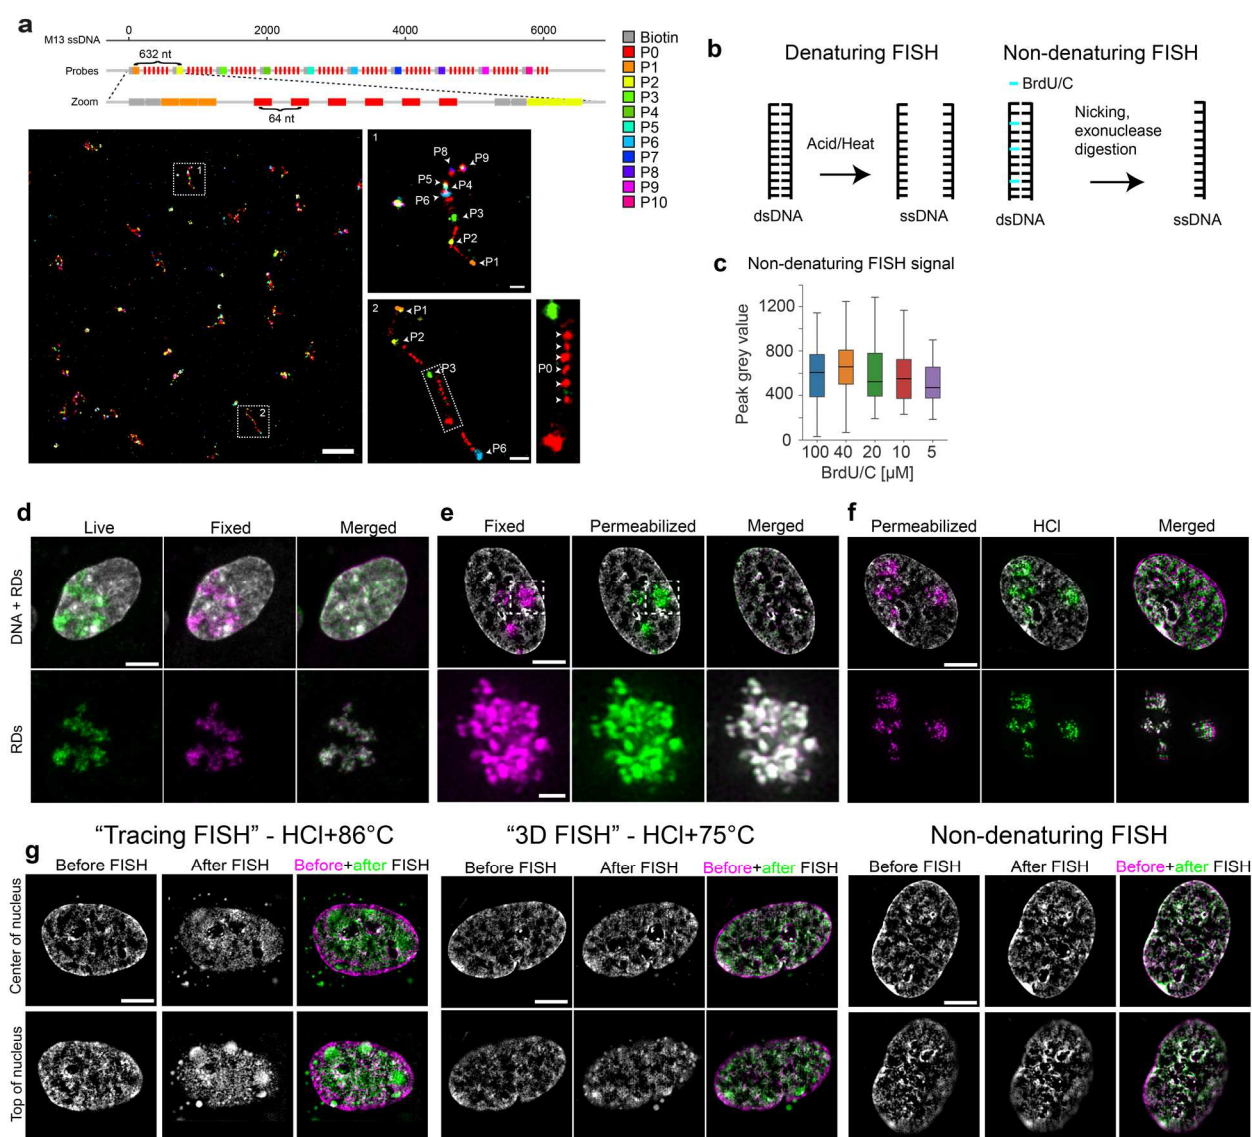 a
0 2000 4000 6000
M13 ssDNA
632 nt
Probes
Zoom
64 nt
Biotin
P0
P1
P2
P3
P4
P5
P6
P7
P8
P9
P10
1
2
1
P8
P9
P5
P4
P6
P3
P2
P1
2
P1
P2
P3
P6
P0
b
Denaturing FISH Non-denaturing FISH
BrdU/C
Acid/Heat
Nicking,
exonuclease
digestion
dsDNA ssDNA dsDNA ssDNA
c
Non-denaturing FISH signal
Peak grey value
1200
800
400
0
100 40 20 10 5
BrdU/C [µM]
d
Live Fixed Merged
DNA + RDs
RDs
e
Fixed Permeabilized Merged
f
Permeabilized HCl Merged
g
“Tracing FISH” - HCl+86°C
Before FISH After FISH Before+after FISH
“3D FISH” - HCl+75°C
Before FISH After FISH Before+after FISH
Non-denaturing FISH
Before FISH After FISH Before+after FISH
Center of nucleus
Top of nucleus